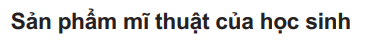 Sản phẩm mĩ thuật của học sinh